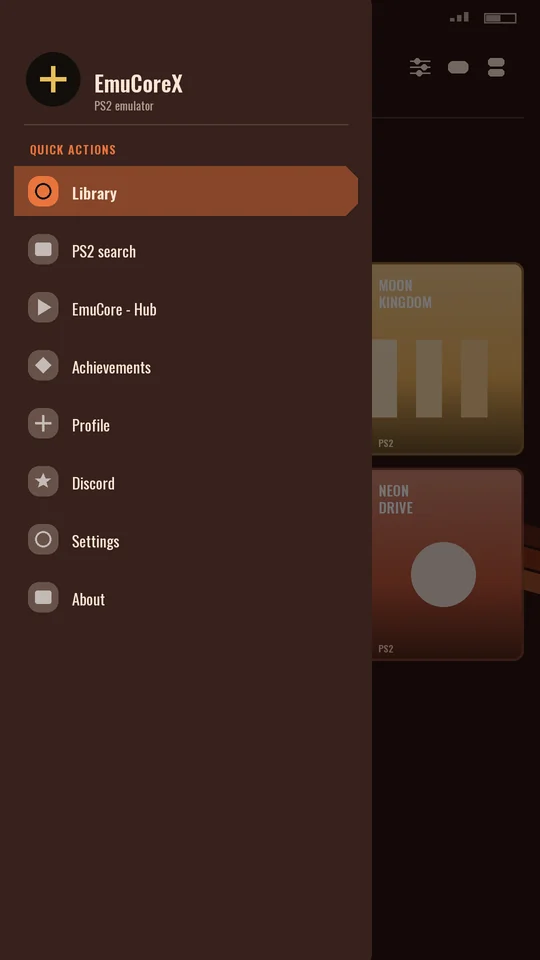 EmuCoreX
PS2 emulator
QUICK ACTIONS
Library
PS2 search
EmuCore - Hub
Achievements
Profile
Discord
Settings
About
MOON
KINGDOM
PS2
NEON
DRIVE
PS2